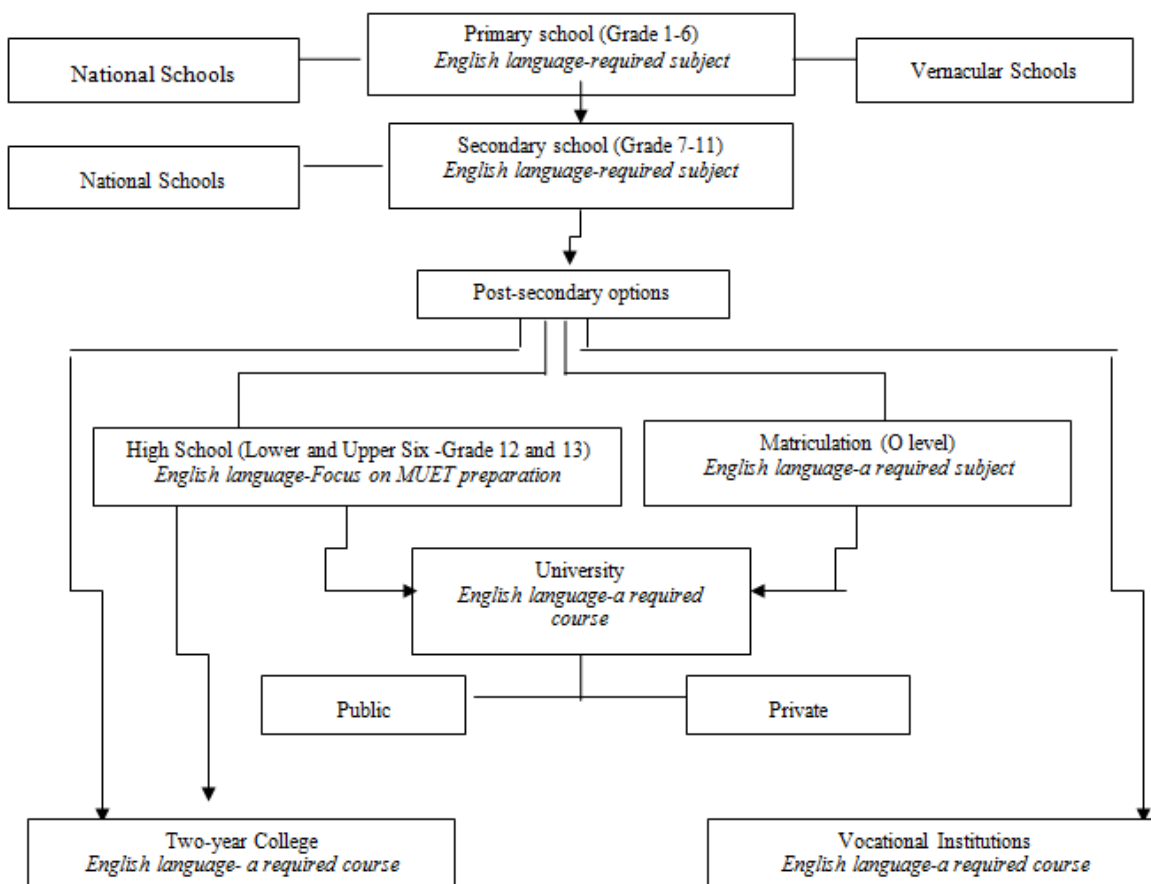 Primary school (Grade 1-6)
English language-required subject
National Schools
Vernacular Schools
Secondary school (Grade 7-11)
English language-required subject
National Schools
Post-secondary options
High School (Lower and Upper Six -Grade 12 and 13)
English language-Focus on MUET preparation
Matriculation (O level)
English language-a required subject
University
English language-a required
course
Public
Private
Two-year College
English language- a required course
Vocational Institutions
English language-a required course